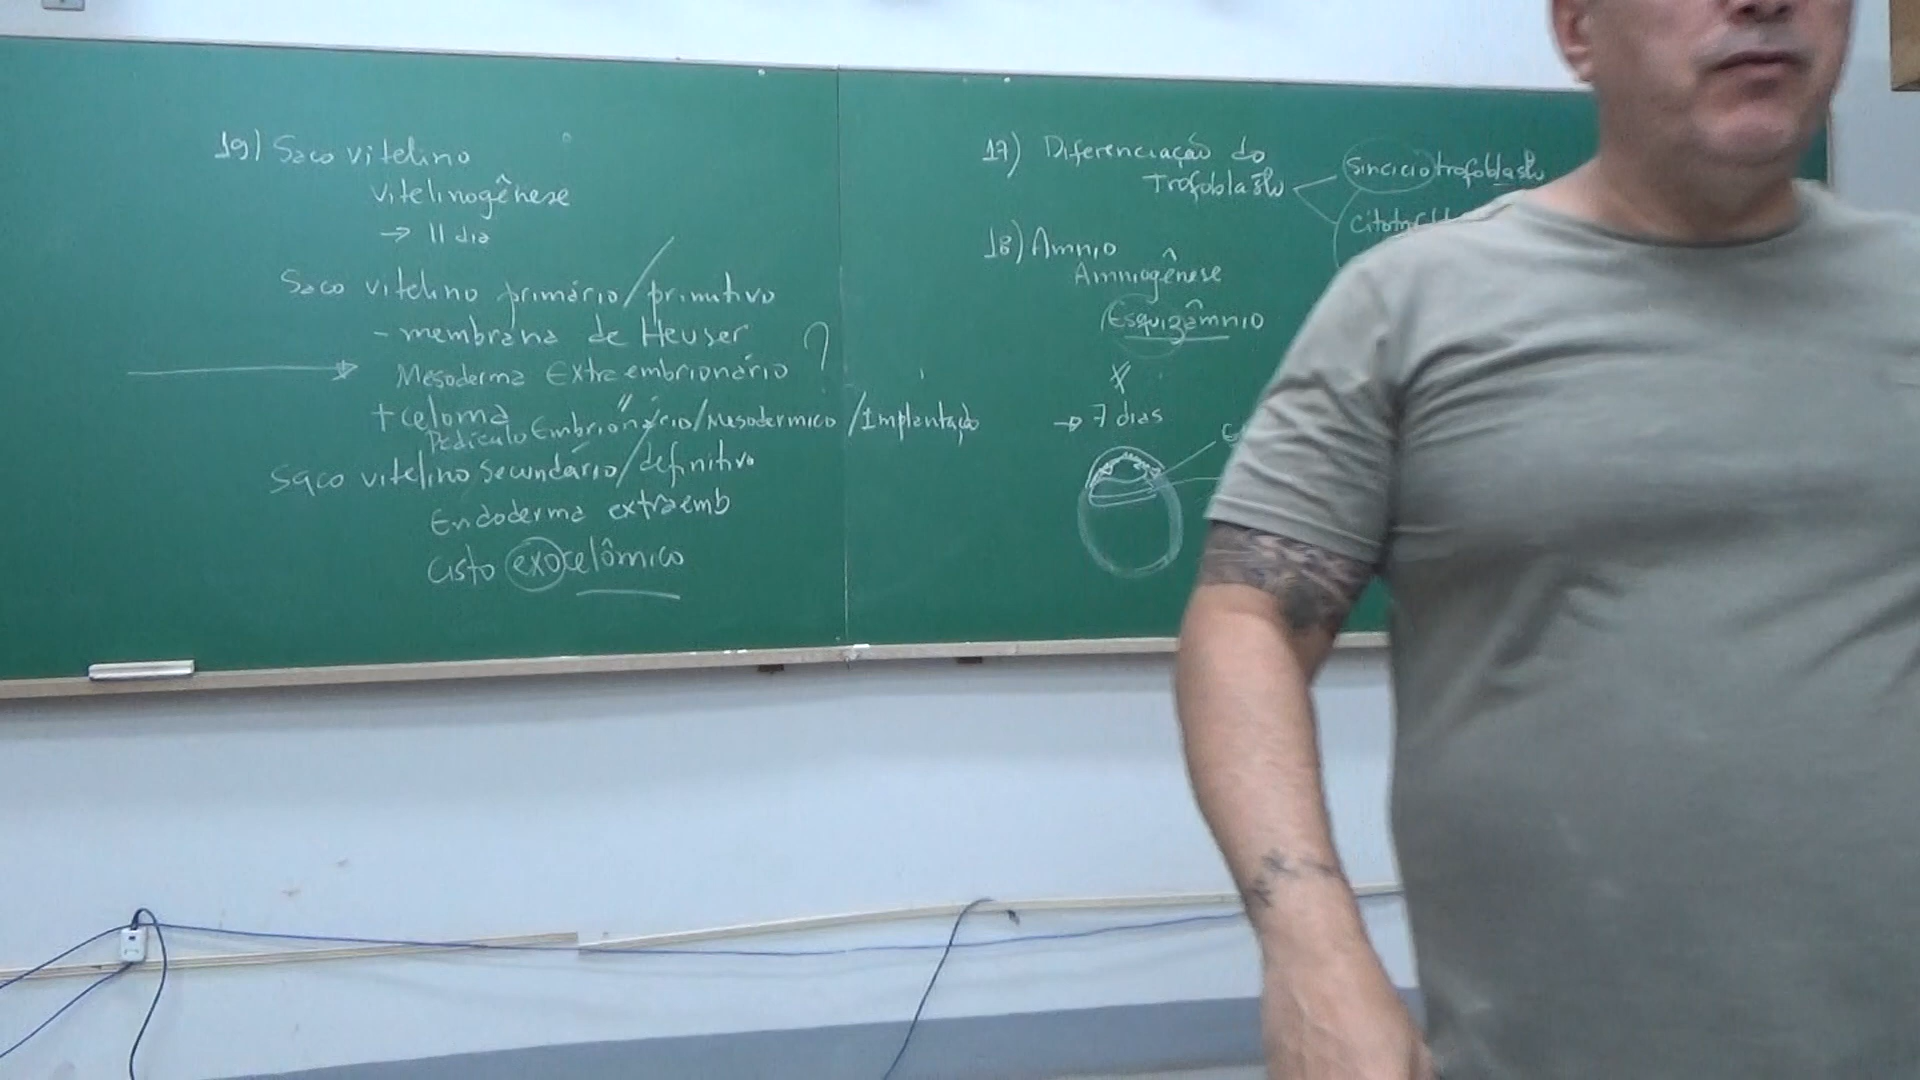 19) Saco vitelino
Vitelinogênese
→ 11 dia
Saco vitelino primário/primitivo
- membrana de Heuser
Mesoderma Extraembrionário ?
+ celoma " "
Pedículo Embrionário/Mesodérmico/Implantação
Saco vitelino secundário/definitivo
Endoderma extraemb
Cisto exocelômico
17) Diferenciação do
Trofoblasto
sinciciotrofoblasto
18) Amnio
Amniogênese
Esquizâmnio
→ 7 dias